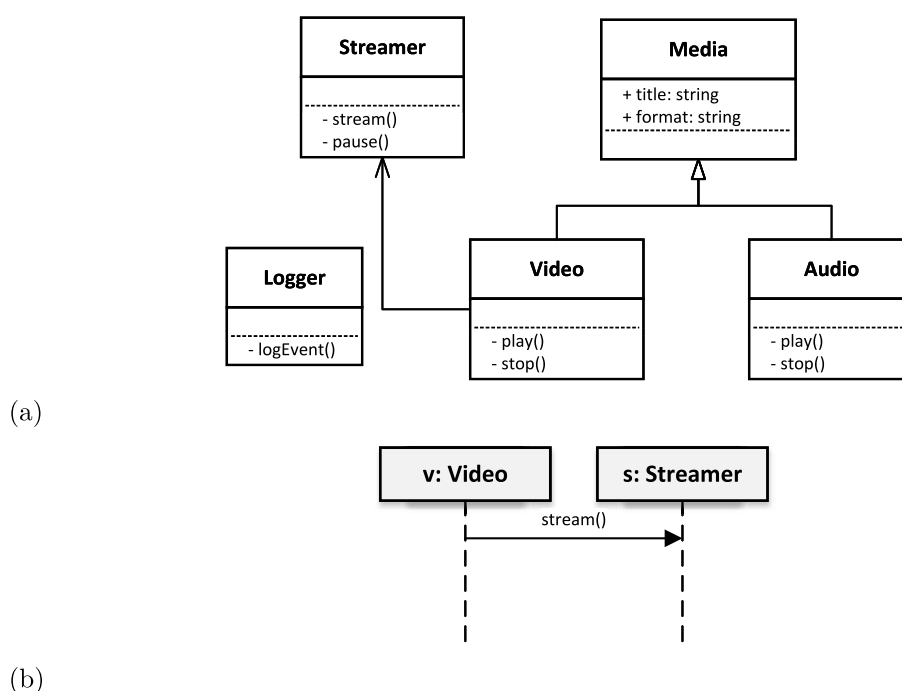 Streamer
- stream()
- pause()
Media
+ title: string
+ format: string
Logger
- logEvent()
Video
- play()
- stop()
Audio
- play()
- stop()
(a)
v: Video
s: Streamer
stream()
(b)